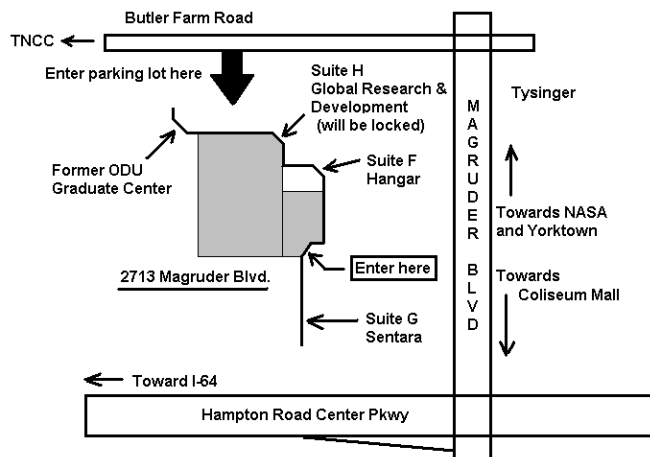 Butler Farm Road
TNCC
Enter parking lot here
Suite H
Global Research &
Development
(will be locked)
Tysinger
Former ODU
Graduate Center
Suite F
Hangar
MAGRUDER BLVD
Towards NASA
and Yorktown
2713 Magruder Blvd.
Enter here
Towards
Coliseum Mall
Suite G
Sentara
Toward I-64
Hampton Road Center Pkwy